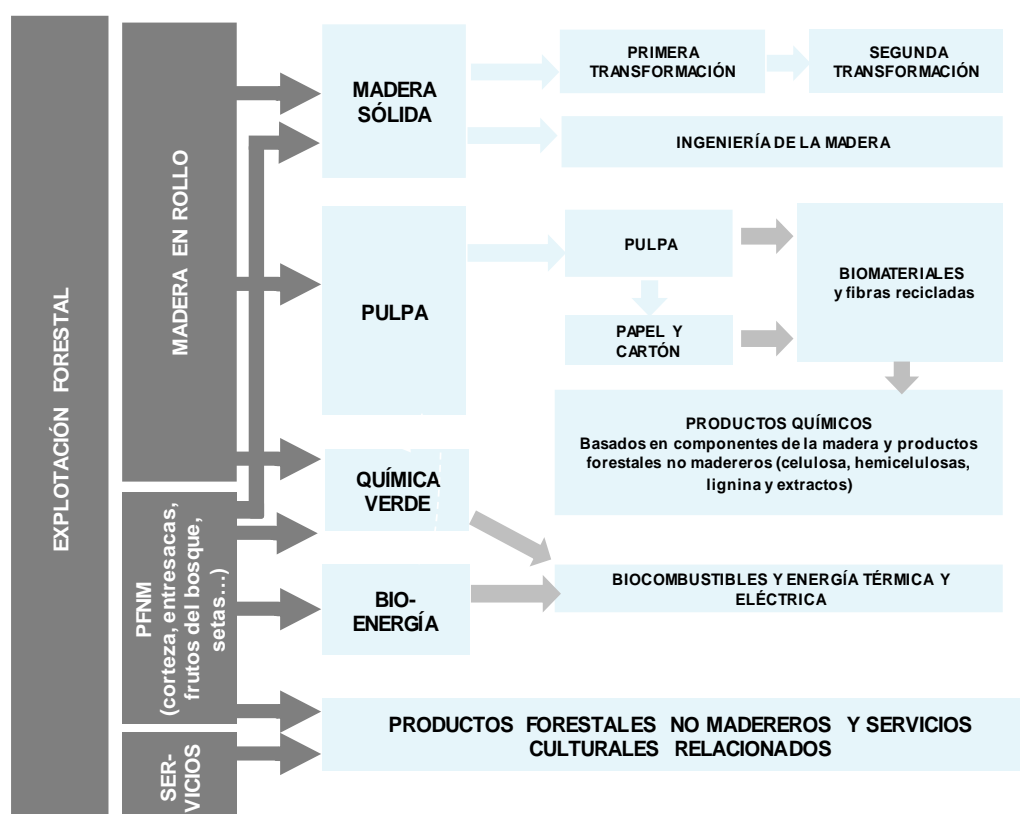 EXPLOTACIÓN FORESTAL
MADERA EN ROLLO
PFNM
(corteza, entresacas,
frutos del bosque,
setas…)
SER-
VICIOS
MADERA
SÓLIDA
PRIMERA
TRANSFORMACIÓN
SEGUNDA
TRANSFORMACIÓN
INGENIERÍA DE LA MADERA
PULPA
PULPA
PAPEL Y
CARTÓN
BIOMATERIALES
y fibras recicladas
PRODUCTOS QUÍMICOS
Basados en componentes de la madera y productos
forestales no madereros (celulosa, hemicelulosas,
lignina y extractos)
QUÍMICA
VERDE
BIO-
ENERGÍA
BIOCOMBUSTIBLES Y ENERGÍA TÉRMICA Y
ELÉCTRICA
PRODUCTOS FORESTALES NO MADEREROS Y SERVICIOS
CULTURALES RELACIONADOS